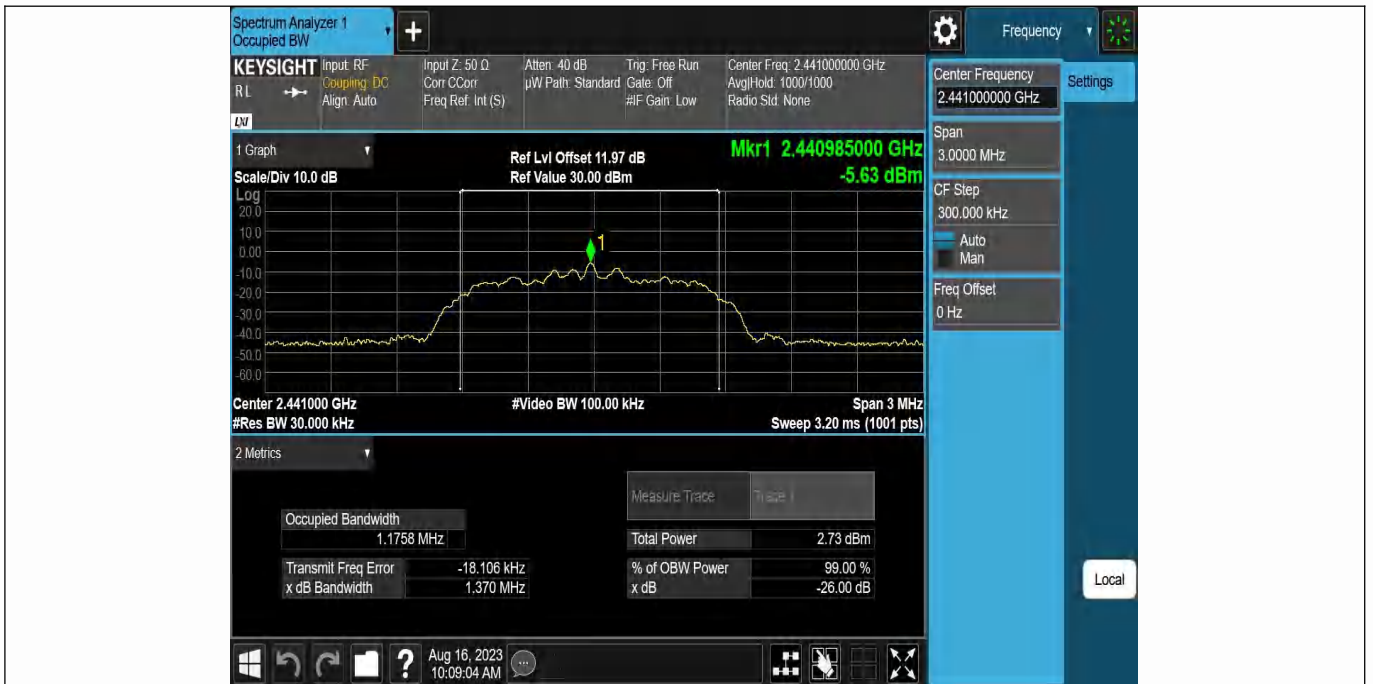 Spectrum Analyzer 1
Occupied BW
+
Frequency
KEYSIGHT
RL
LXI
Input: RF
Coupling: DC
Align: Auto
Input Z: 50 Ω
Corr CCorr
Freq Ref: Int (S)
Atten: 40 dB
µW Path: Standard
Trig: Free Run
Gate: Off
#IF Gain: Low
Center Freq: 2.441000000 GHz
Avg|Hold: 1000/1000
Radio Std: None
Center Frequency
2.441000000 GHz
Settings
Span
3.0000 MHz
CF Step
300.000 kHz
Auto
Man
Freq Offset
0 Hz
Local
1 Graph
Scale/Div 10.0 dB
Ref Lvl Offset 11.97 dB
Ref Value 30.00 dBm
Mkr1 2.440985000 GHz
-5.63 dBm
Log
20.0
10.0
0.00
-10.0
-20.0
-30.0
-40.0
-50.0
-60.0
1
Center 2.441000 GHz
#Res BW 30.000 kHz
#Video BW 100.00 kHz
Span 3 MHz
Sweep 3.20 ms (1001 pts)
2 Metrics
Measure Trace Trace 1
Occupied Bandwidth
1.1758 MHz
Total Power 2.73 dBm
Transmit Freq Error -18.106 kHz
% of OBW Power 99.00 %
x dB Bandwidth 1.370 MHz
x dB -26.00 dB
?
Aug 16, 2023
10:09:04 AM